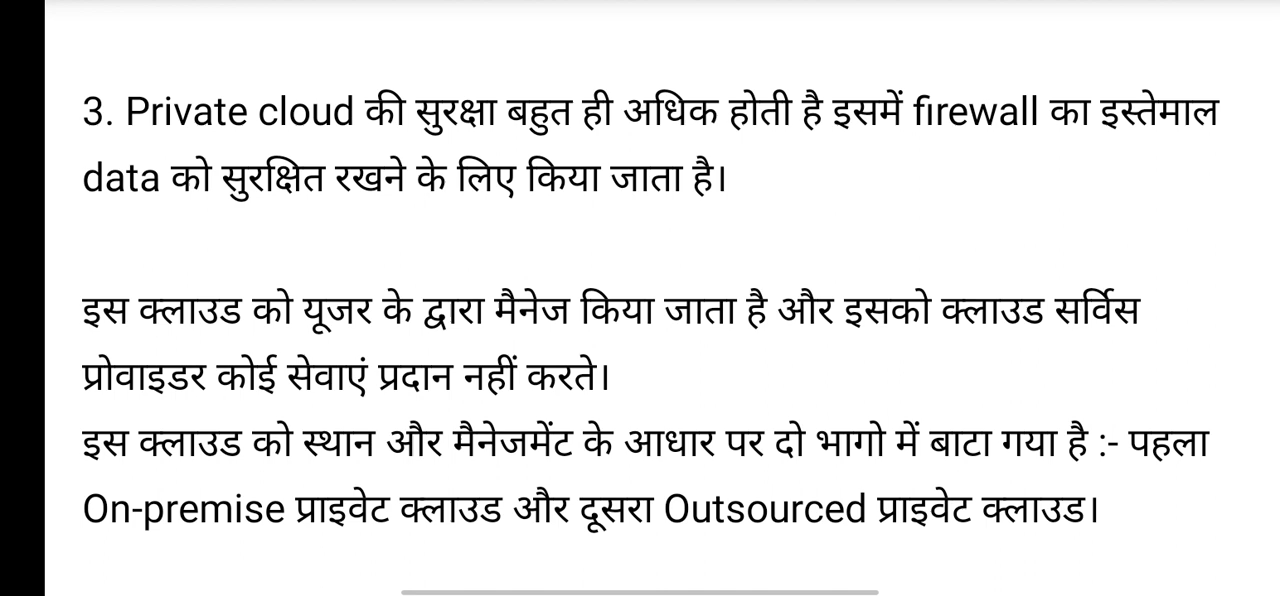 3. Private cloud की सुरक्षा बहुत ही अधिक होती है इसमें firewall का इस्तेमाल
data को सुरक्षित रखने के लिए किया जाता है।
इस क्लाउड को यूजर के द्वारा मैनेज किया जाता है और इसको क्लाउड सर्विस
प्रोवाइडर कोई सेवाएं प्रदान नहीं करते।
इस क्लाउड को स्थान और मैनेजमेंट के आधार पर दो भागो में बाटा गया है :- पहला
On-premise प्राइवेट क्लाउड और दूसरा Outsourced प्राइवेट क्लाउड।